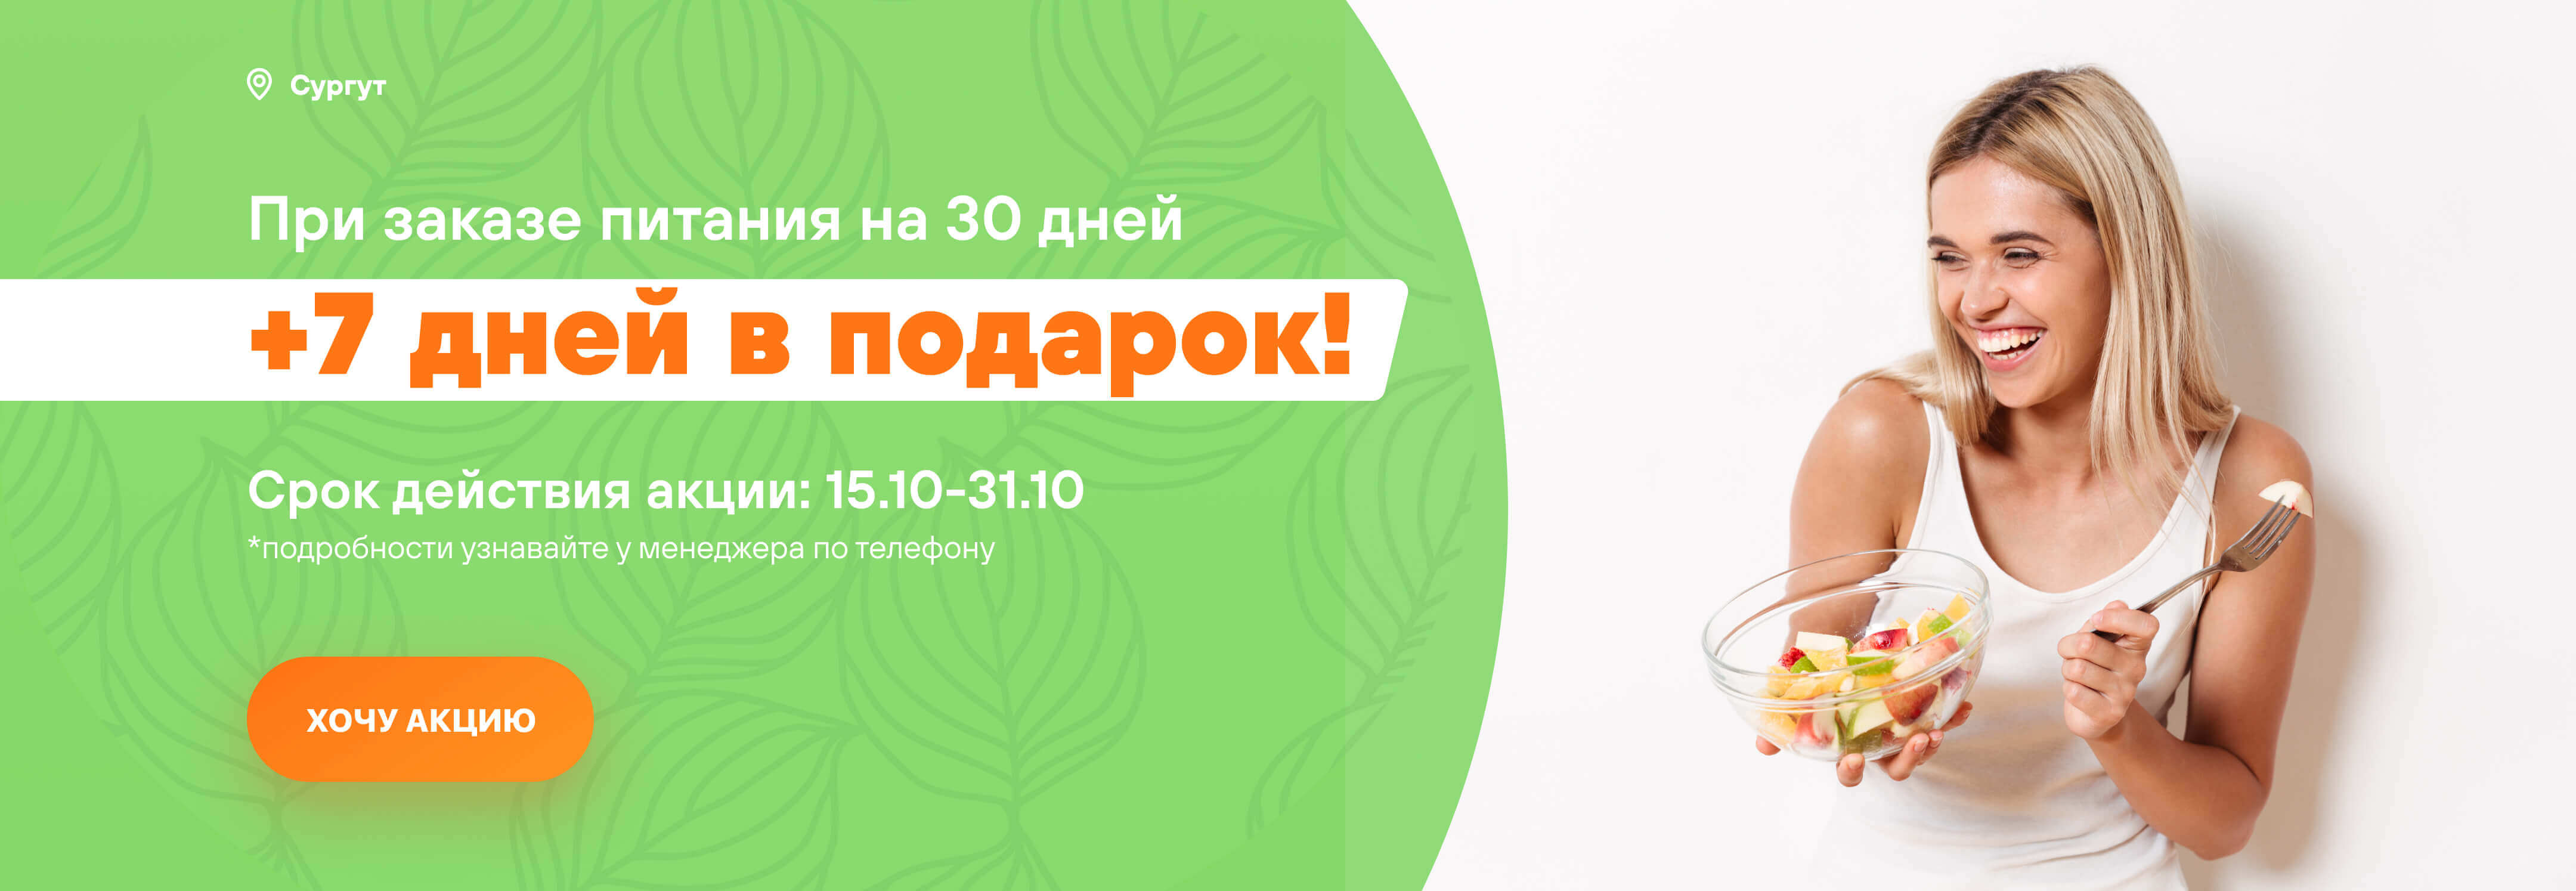 Сургут
При заказе питания на 30 дней
+7 дней в подарок!
Срок действия акции: 15.10-31.10
*подробности узнавайте у менеджера по телефону
ХОЧУ АКЦИЮ